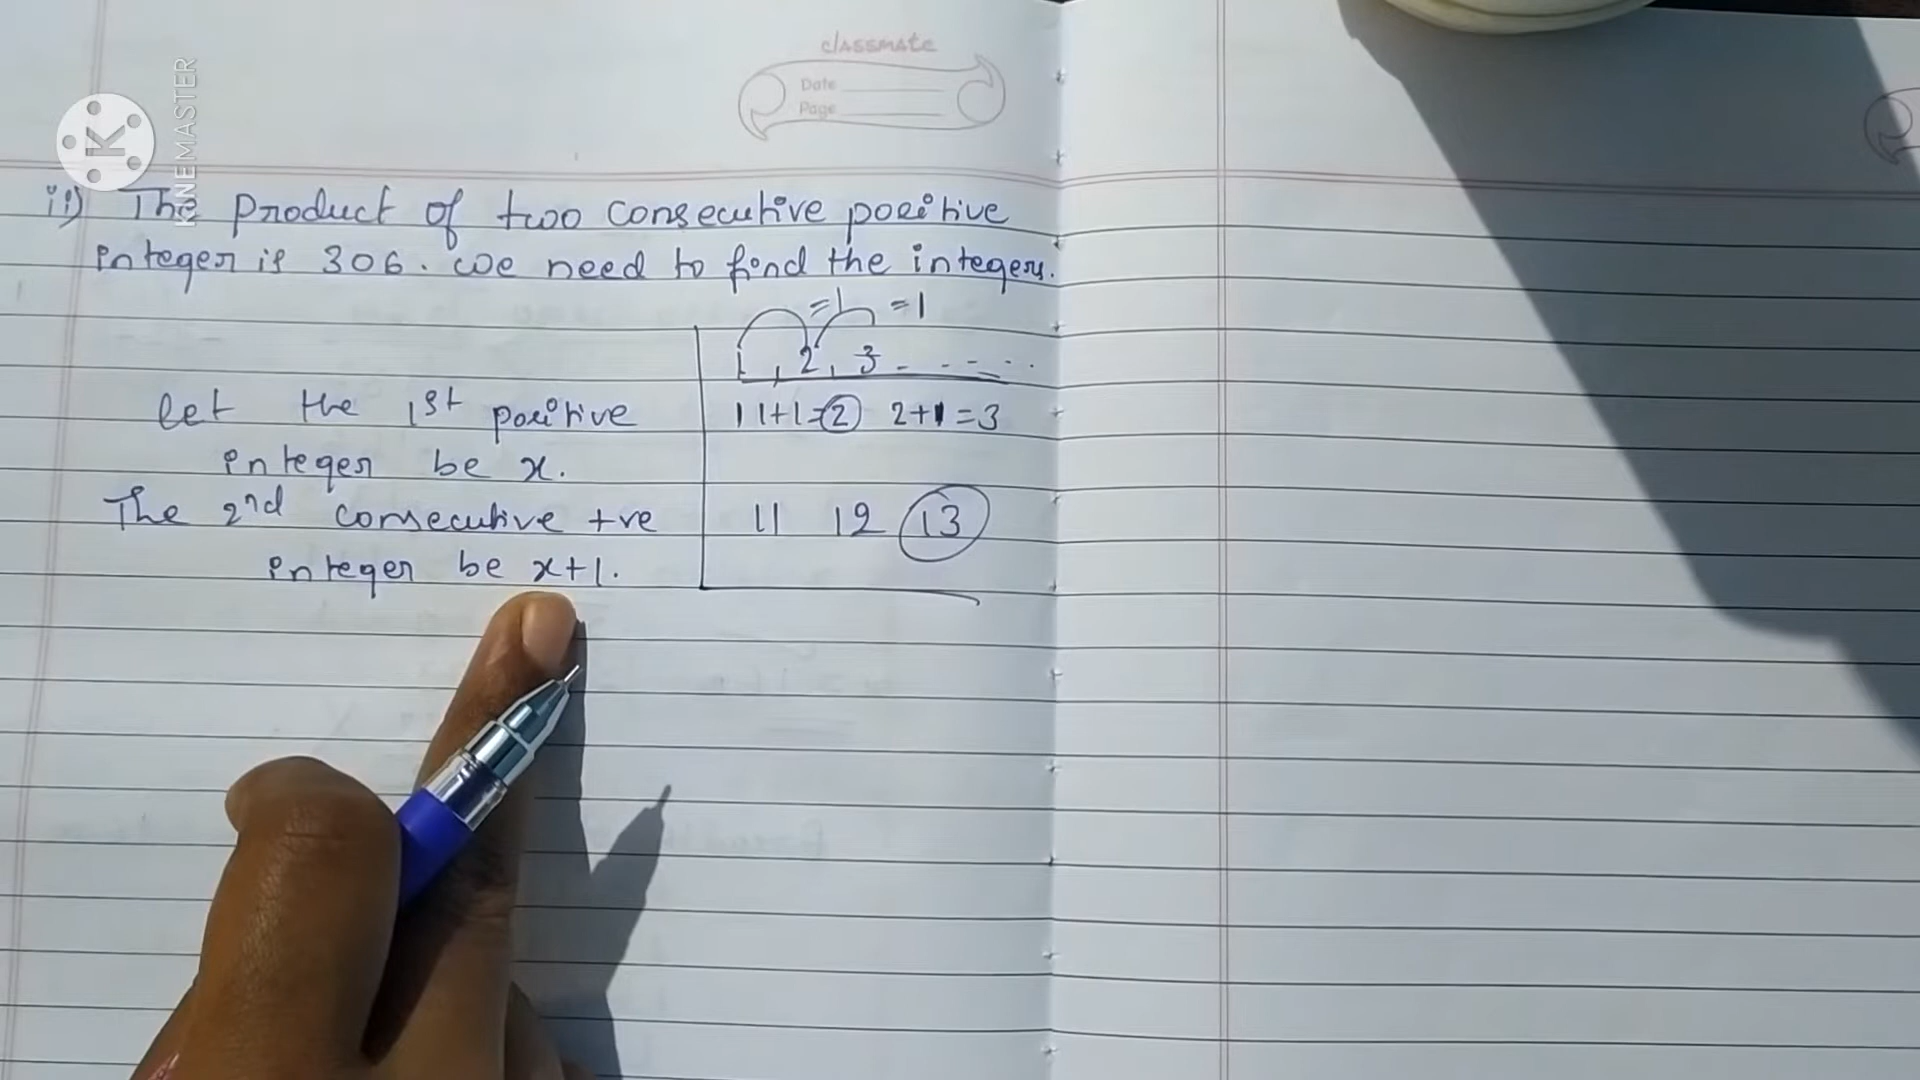 classmate
Date
Page
KINEMASTER
ii) The product of two consecutive positive
integer is 306. We need to find the integers.
=1 =1
1, 2, 3 - - - - ..
Let the 1st positive
1 1+1=2 2+1=3
integer be x.
The 2nd consecutive +ve
11 12 13
integer be x+1.